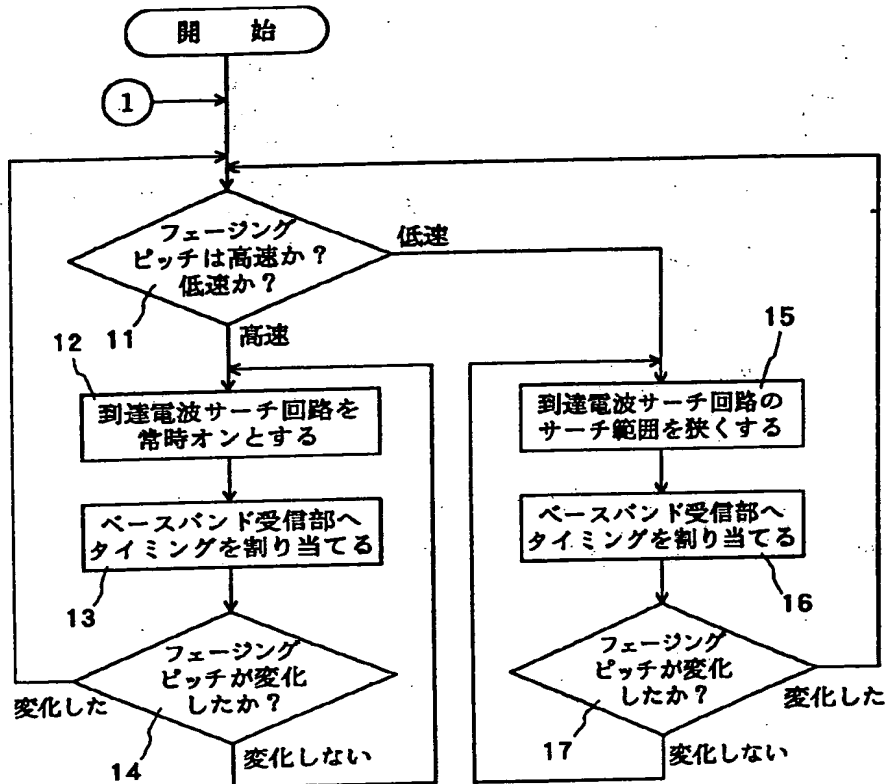 開 始
1
フェージング
ピッチは高速か?
低速か?
11
低速
高速
12
到達電波サーチ回路を
常時オンとする
ベースバンド受信部へ
タイミングを割り当てる
13
フェージング
ピッチが変化
したか?
14
変化した
変化しない
15
到達電波サーチ回路の
サーチ範囲を狭くする
ベースバンド受信部へ
タイミングを割り当てる
16
フェージング
ピッチが変化
したか?
17
変化した
変化しない